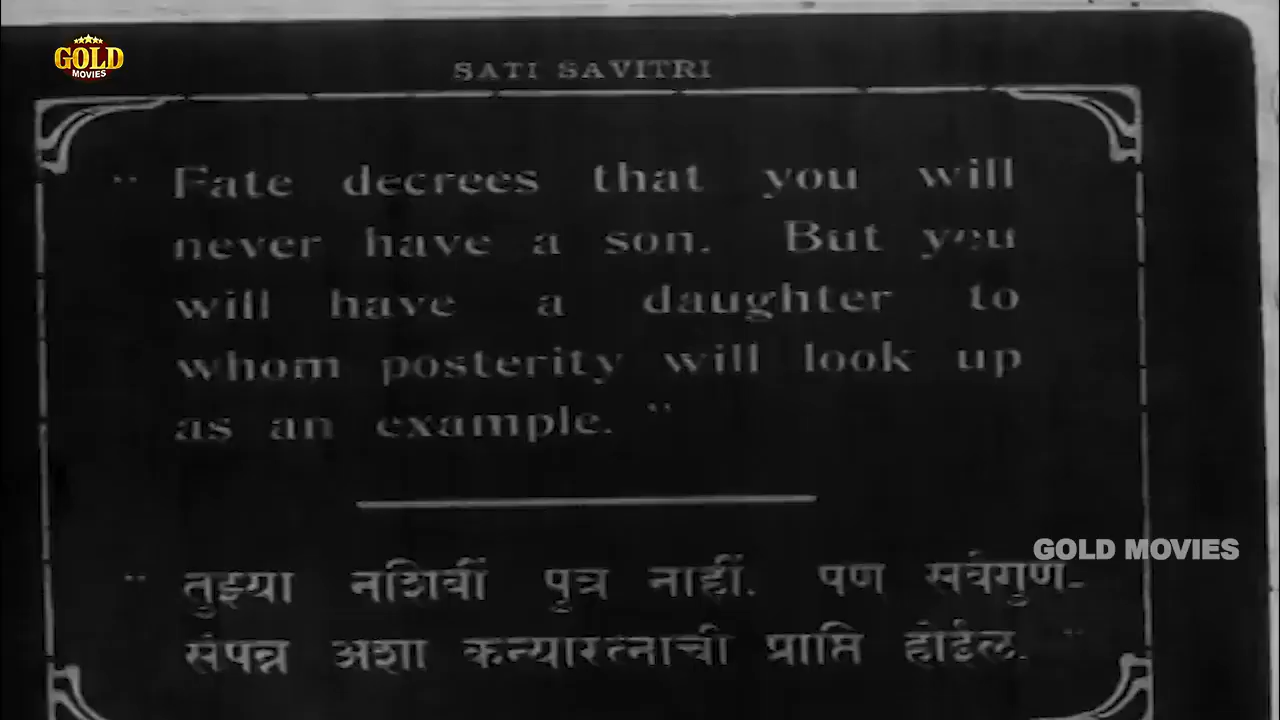 GOLD
MOVIES
SATI SAVITRI
" Fate decrees that you will
never have a son. But you
will have a daughter to
whom posterity will look up
as an example. "
" तुझ्या नशिबीं पुत्र नाहीं. पण सर्वगुण-
संपन्न अशा कन्यारत्नाची प्राप्ति होईल. "
GOLD MOVIES